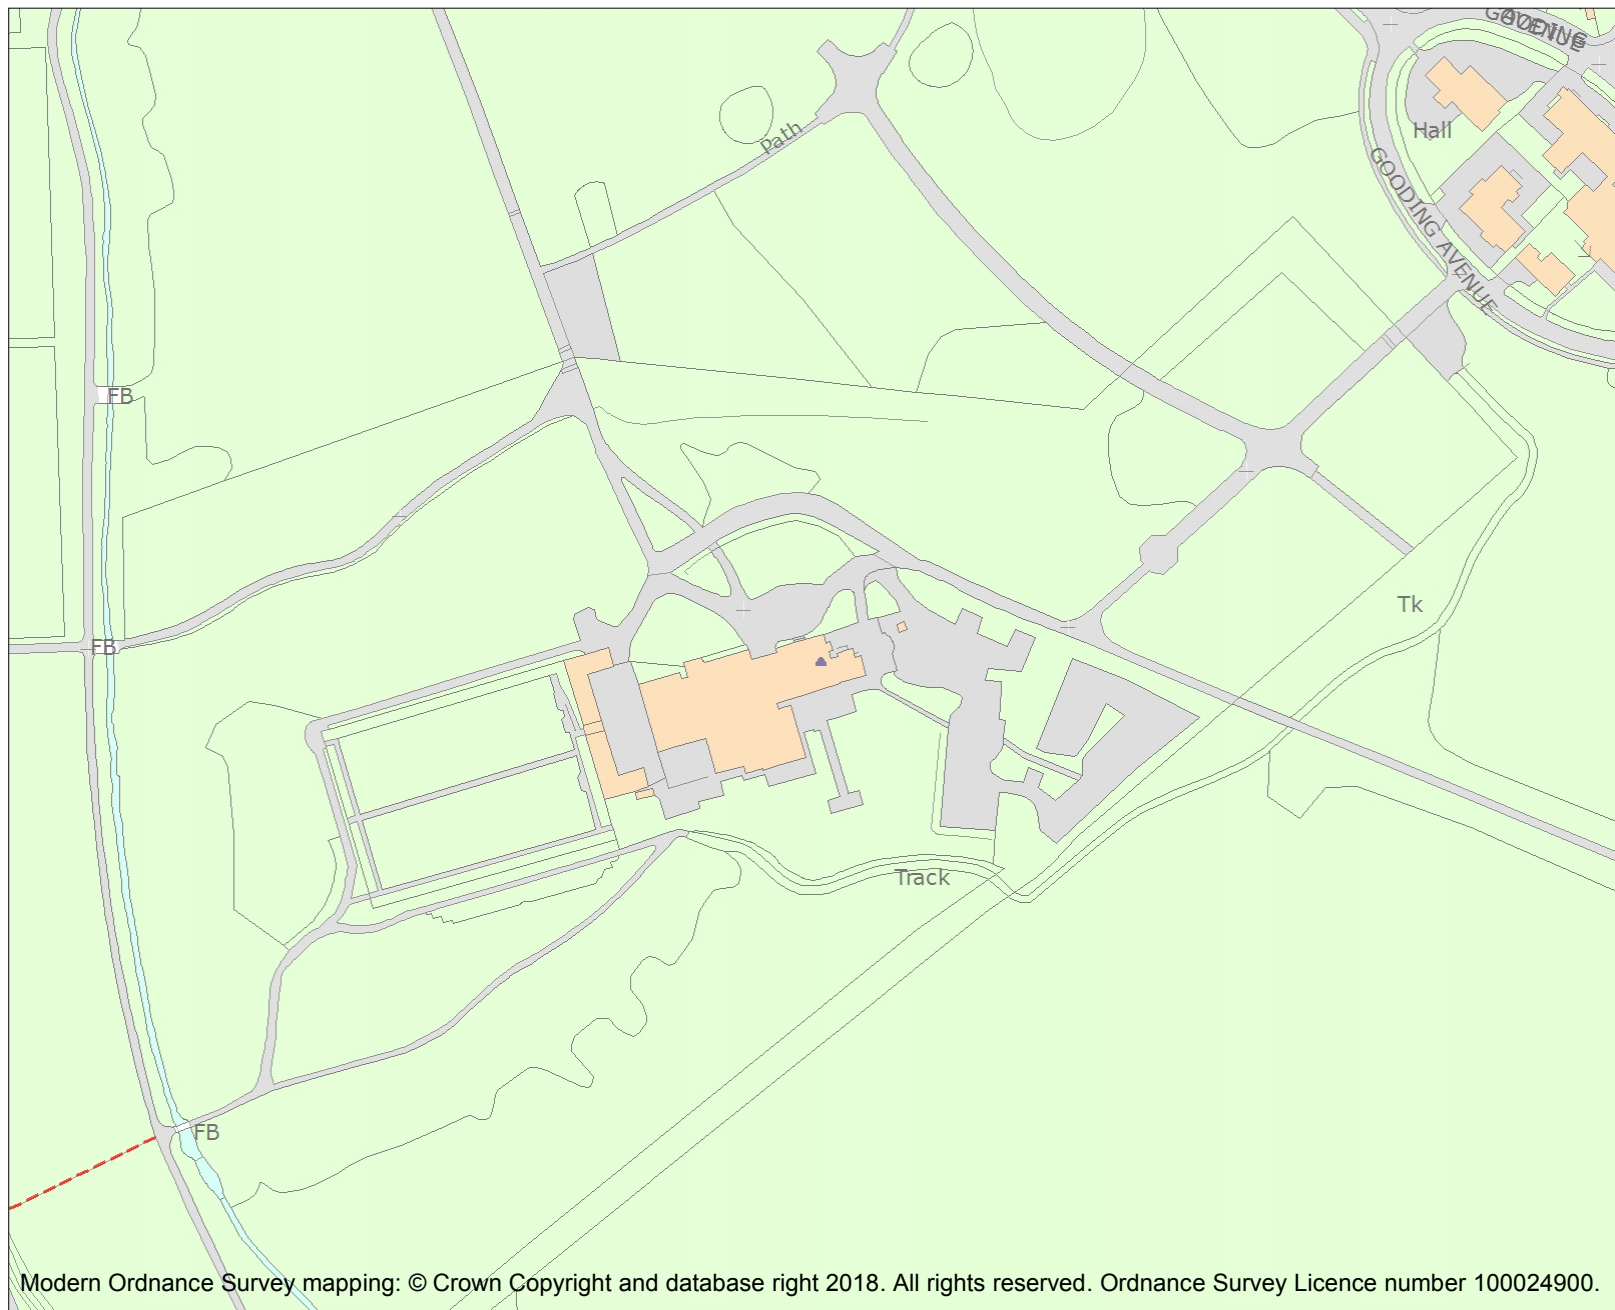 GOODING
AVENUE
Path
Hall
GOODING AVENUE
FB
Tk
FB
Track
FB
Modern Ordnance Survey mapping: © Crown Copyright and database right 2018. All rights reserved. Ordnance Survey Licence number 100024900.